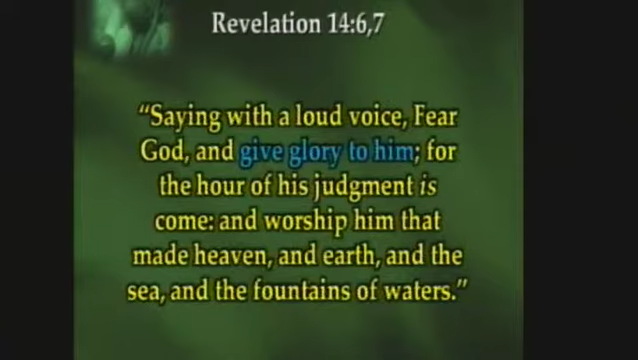 Revelation 14:6,7
“Saying with a loud voice, Fear
God, and give glory to him; for
the hour of his judgment is
come: and worship him that
made heaven, and earth, and the
sea, and the fountains of waters.”